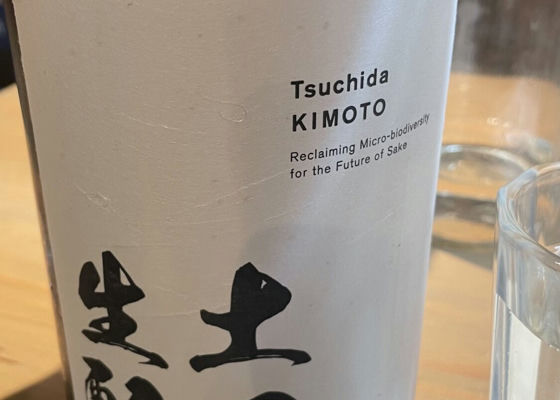 Tsuchida
KIMOTO
Reclaiming Micro-biodiversity
for the Future of Sake
土
生